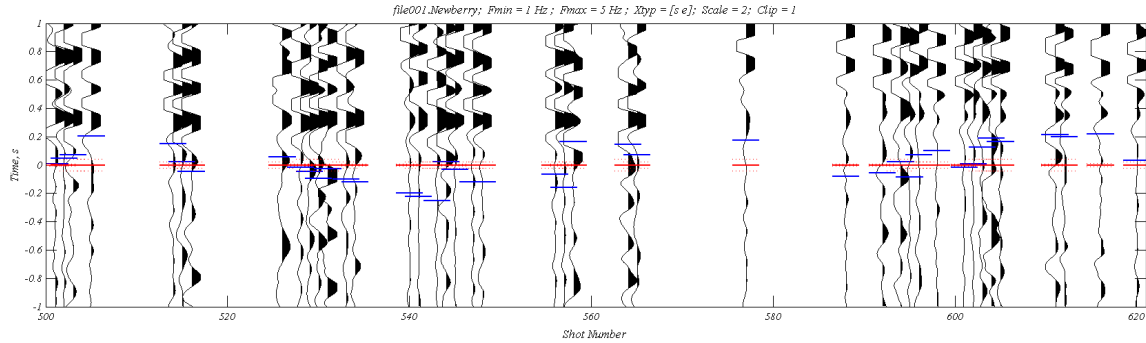 file001.Newberry; Fmin = 1 Hz ; Fmax = 5 Hz ; Xtyp = [s e]; Scale = 2; Clip = 1
1
0.8
0.6
0.4
0.2
0
-0.2
-0.4
-0.6
-0.8
-1
Time, s
500 520 540 560 580 600 620
Shot Number